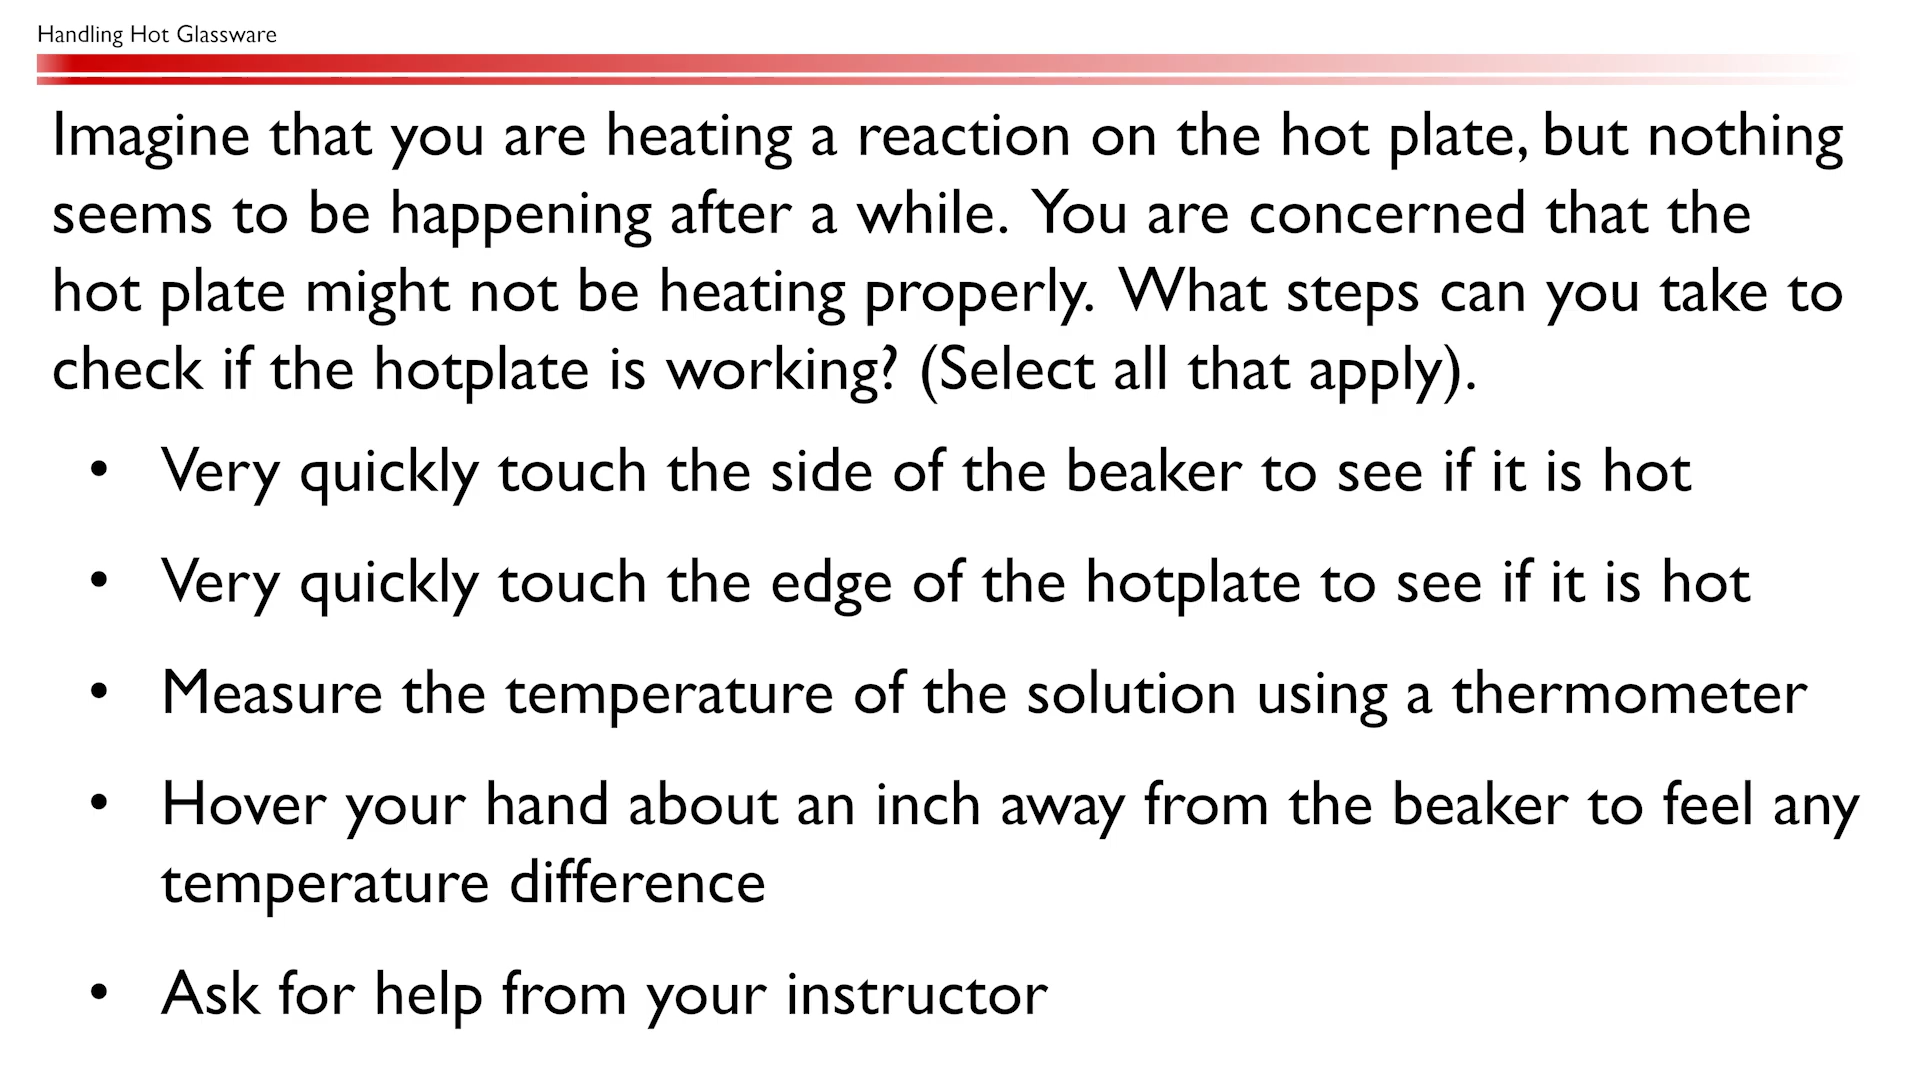 Handling Hot Glassware
Imagine that you are heating a reaction on the hot plate, but nothing
seems to be happening after a while. You are concerned that the
hot plate might not be heating properly. What steps can you take to
check if the hotplate is working? (Select all that apply).
• Very quickly touch the side of the beaker to see if it is hot
• Very quickly touch the edge of the hotplate to see if it is hot
• Measure the temperature of the solution using a thermometer
• Hover your hand about an inch away from the beaker to feel any
temperature difference
• Ask for help from your instructor